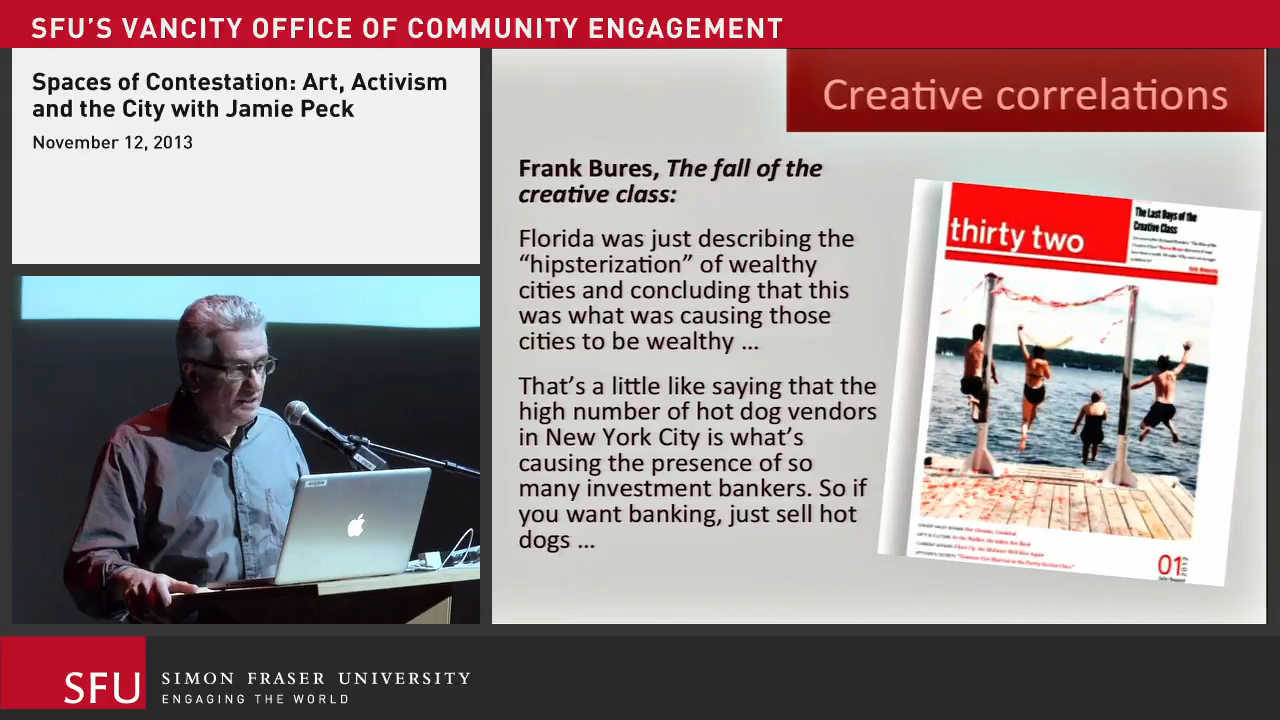 SFU'S VANCITY OFFICE OF COMMUNITY ENGAGEMENT
Spaces of Contestation: Art, Activism
and the City with Jamie Peck
November 12, 2013
Creative correlations
Frank Bures, The fall of the
creative class:
Florida was just describing the
“hipsterization” of wealthy
cities and concluding that this
was what was causing those
cities to be wealthy …
That’s a little like saying that the
high number of hot dog vendors
in New York City is what’s
causing the presence of so
many investment bankers. So if
you want banking, just sell hot
dogs …
The Last Days of the
Creative Class
thirty two
01
2012
SFU
SIMON FRASER UNIVERSITY
ENGAGING THE WORLD